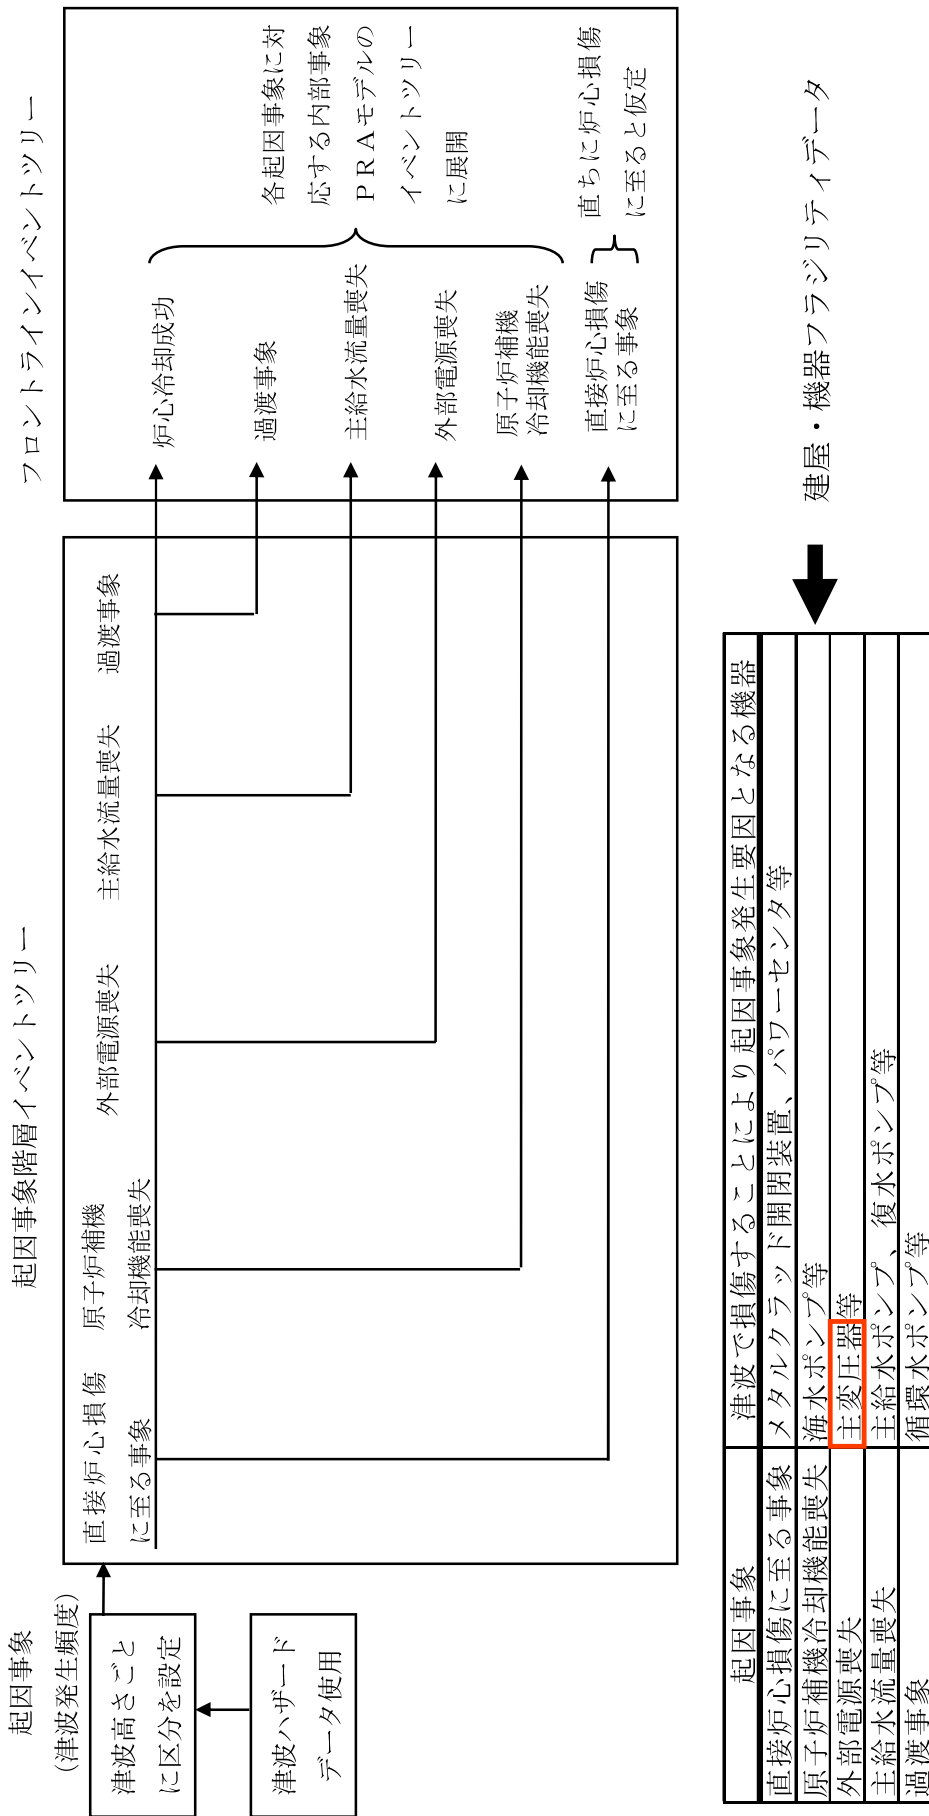 起因事象
(津波発生頻度)
津波高さごと
に区分を設定
津波ハザード
データ使用
起因事象階層イベントツリー
直接炉心損傷
に至る事象
原子炉補機
冷却機能喪失
外部電源喪失
主給水流量喪失
過渡事象
フロントラインイベントツリー
炉心冷却成功
過渡事象
主給水流量喪失
外部電源喪失
原子炉補機
冷却機能喪失
直接炉心損傷
に至る事象
各起因事象に対
応する内部事象
PRAモデルの
イベントツリー
に展開
直ちに炉心損傷
に至ると仮定
起因事象 津波で損傷することにより起因事象発生要因となる機器
直接炉心損傷に至る事象 メタルクラッド開閉装置、パワーセンタ等
原子炉補機冷却機能喪失 海水ポンプ等
外部電源喪失 主変圧器等
主給水流量喪失 主給水ポンプ、復水ポンプ等
過渡事象 循環水ポンプ等
建屋・機器フラジリティデータ